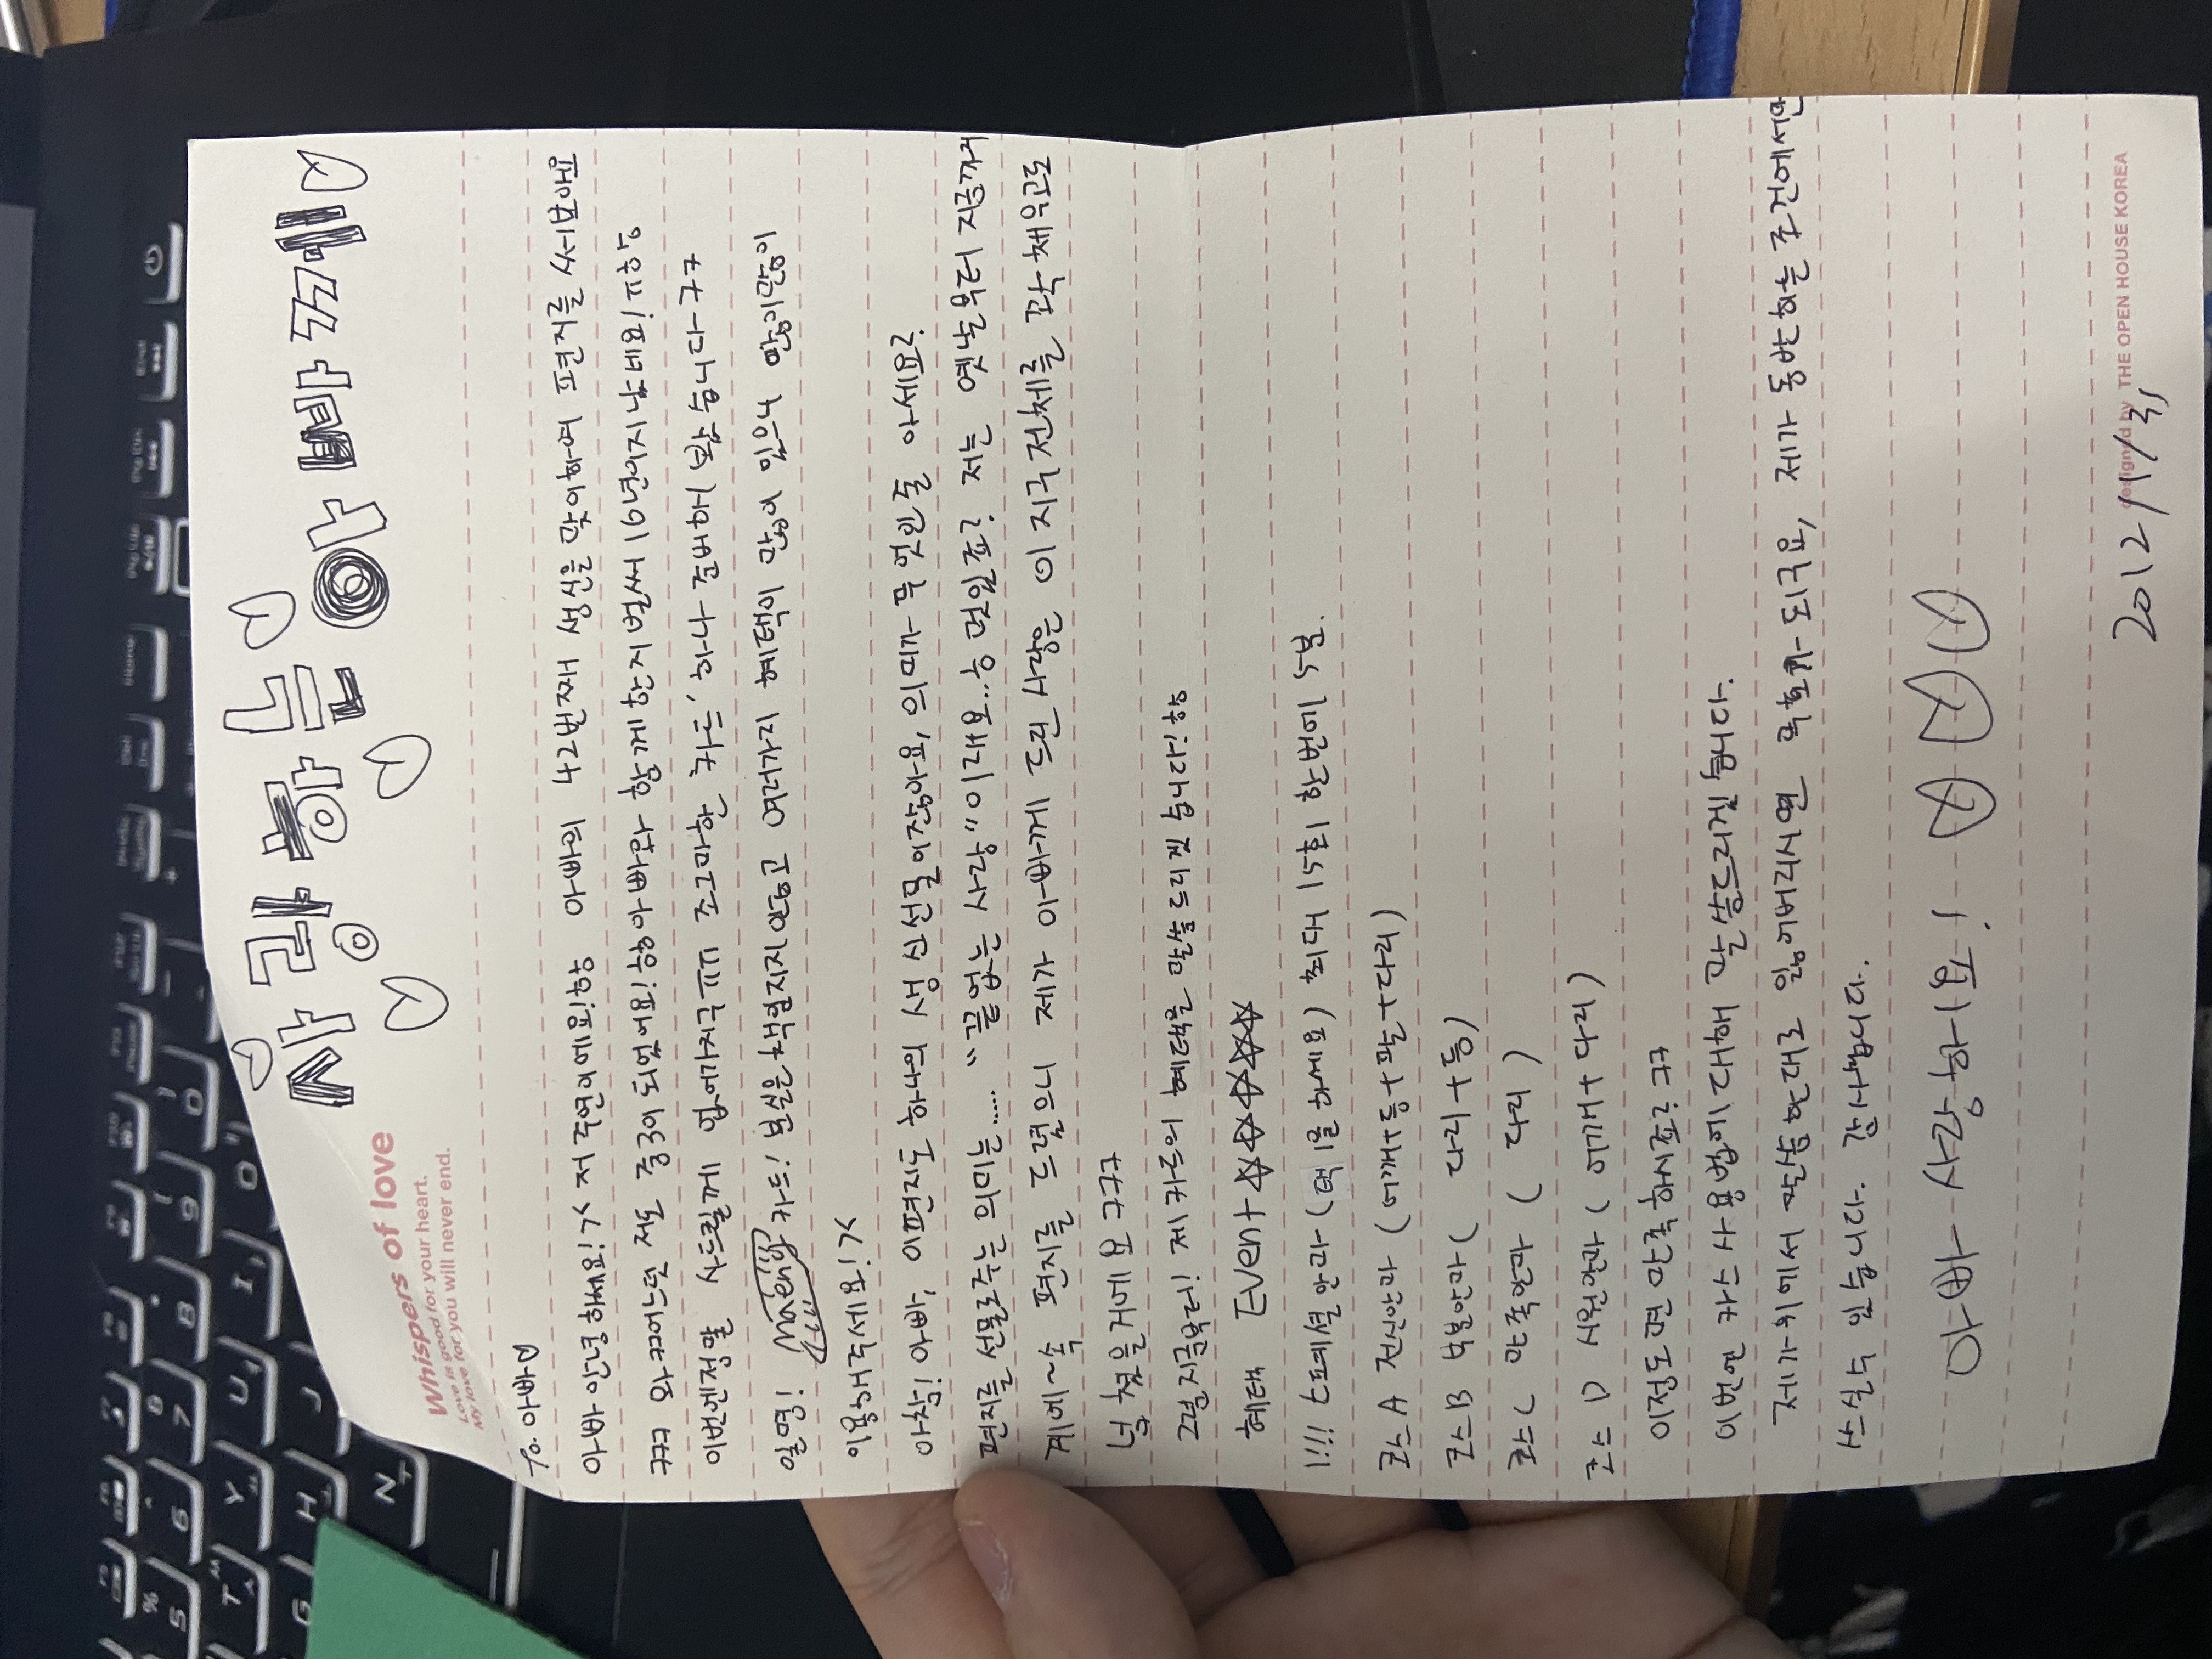 사랑하는 아빠께
Whispers of love
Love is good for your heart.
My love for you will never end.
To. 아빠♡
아빠 안녕하세요! >< 저 주연이에요!항 아빠의 42번째 생신을 맞이하여 편지를 써보아요
ㅋㅋㅋ 와ㅋㅋ어느덧 저도 중3이 되었어요! 항아빠와 함께한지 벌써 16년이지났네요! ㅠ항
이번엔정말 사드릴께 없어가지구ㅠㅠ 조그마한 '카드' 하나 준비해 봤습니다ㅋㅋ
일명! 카드! 분실은책임지지않고 여러가지 혜택이 많이 있으니 많이많이
이용해주세요! ><
아참! 아빠, 이편지도 하나의 생신선물이잖아요, 의미가 무엇인줄 아세요?
편지를 선물로주는 의미는..... "끝없는 사랑"이래요..항 멋있죠? 저는 옛날부터 지금까지
계에~속 편지를 드렸으니 제가 아빠께 드린 사랑은 이 지구전체를 꽉채우고도
넘쳤을거에요ㅋㅋㅋ
그럼지금부터! 제카드의 혜택을 말씀드리겠습니다!항
혜택 Event ☆☆☆☆☆
1!!! 스페셜안마 (택 1을 하세요) 최대 15회 한번에 5분.
코스A 전신안마 (어깨+등+팔+다리)
코스B 부분안마 ( 다리+등)
코스C 만족안마 ( 다리 )
코스 D 시원안마 ( 어깨+다리)
이정도면 만족하시죠? ㅋㅋ
이번엔 카스사용법에대해 말씀드리겠습니다.
제가위에서 말씀한대로 잃어버리시면 무효가 되구요, 제가 동반하는 조건에서만
쓰실수 있습니다. 감사합니다.
아빠 사랑해요! ♡♡♡
designed by THE OPEN HOUSE KOREA
2012/1/31